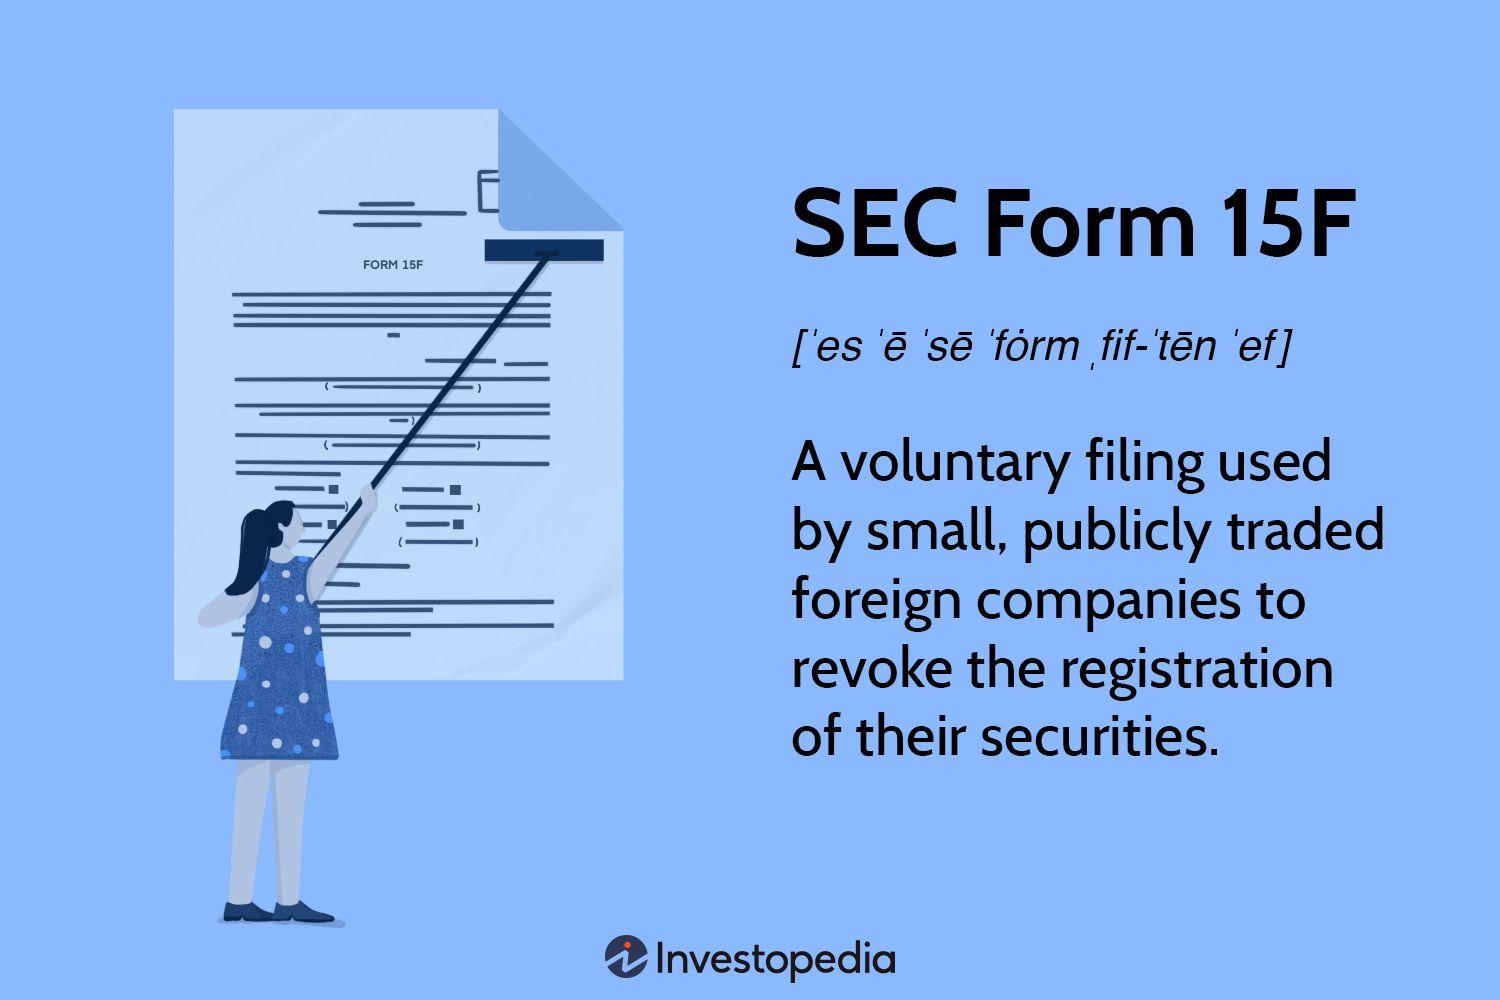 FORM 15F
SEC Form 15F
[ˈes ˈē ˈsē ˈfȯrm ˌfif-ˈtēn ˈef]
A voluntary filing used
by small, publicly traded
foreign companies to
revoke the registration
of their securities.
Investopedia